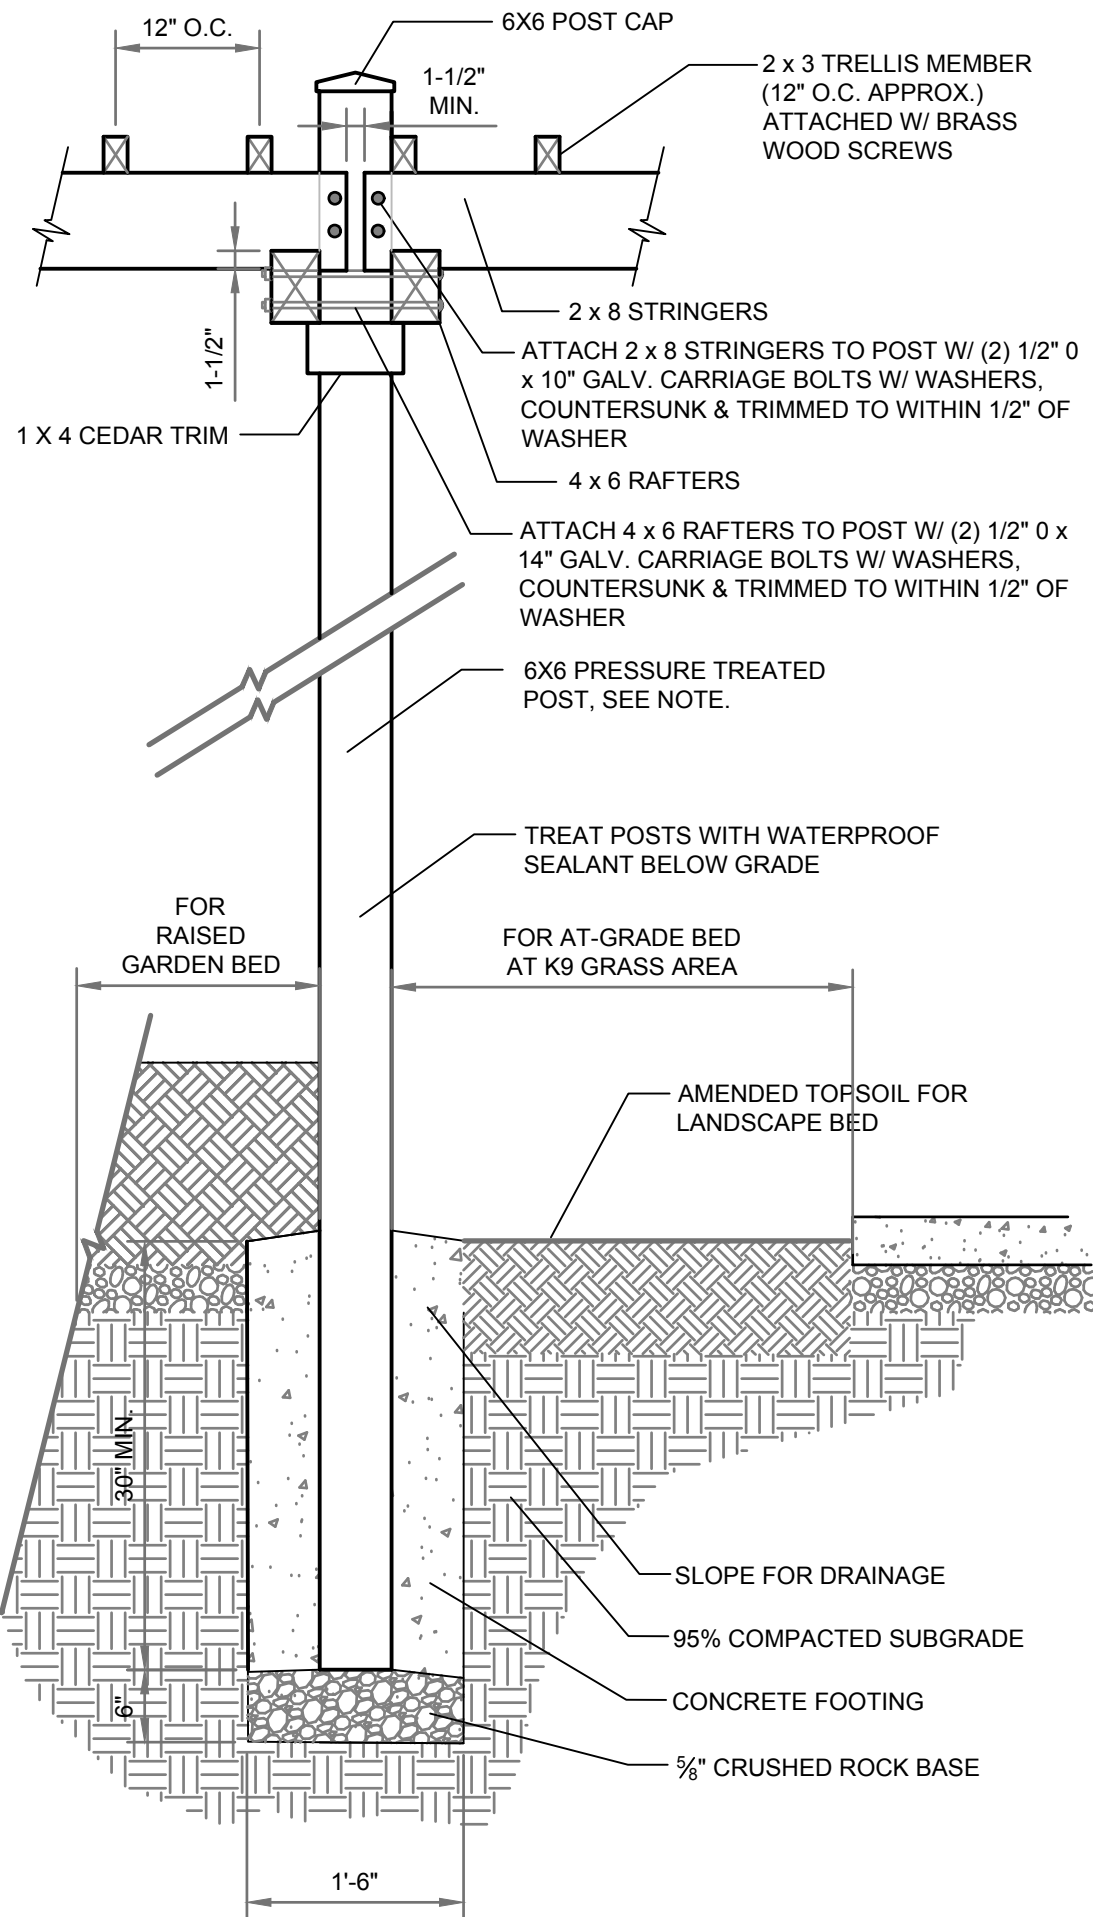 6X6 POST CAP
12" O.C.
2 x 3 TRELLIS MEMBER
(12" O.C. APPROX.)
ATTACHED W/ BRASS
WOOD SCREWS
1-1/2"
MIN.
2 x 8 STRINGERS
1-1/2"
ATTACH 2 x 8 STRINGERS TO POST W/ (2) 1/2" 0
x 10" GALV. CARRIAGE BOLTS W/ WASHERS,
COUNTERSUNK & TRIMMED TO WITHIN 1/2" OF
WASHER
1 X 4 CEDAR TRIM
4 x 6 RAFTERS
ATTACH 4 x 6 RAFTERS TO POST W/ (2) 1/2" 0 x
14" GALV. CARRIAGE BOLTS W/ WASHERS,
COUNTERSUNK & TRIMMED TO WITHIN 1/2" OF
WASHER
6X6 PRESSURE TREATED
POST, SEE NOTE.
TREAT POSTS WITH WATERPROOF
SEALANT BELOW GRADE
FOR
RAISED
GARDEN BED
FOR AT-GRADE BED
AT K9 GRASS AREA
AMENDED TOPSOIL FOR
LANDSCAPE BED
30" MIN.
SLOPE FOR DRAINAGE
95% COMPACTED SUBGRADE
CONCRETE FOOTING
6"
⅝" CRUSHED ROCK BASE
1'-6"